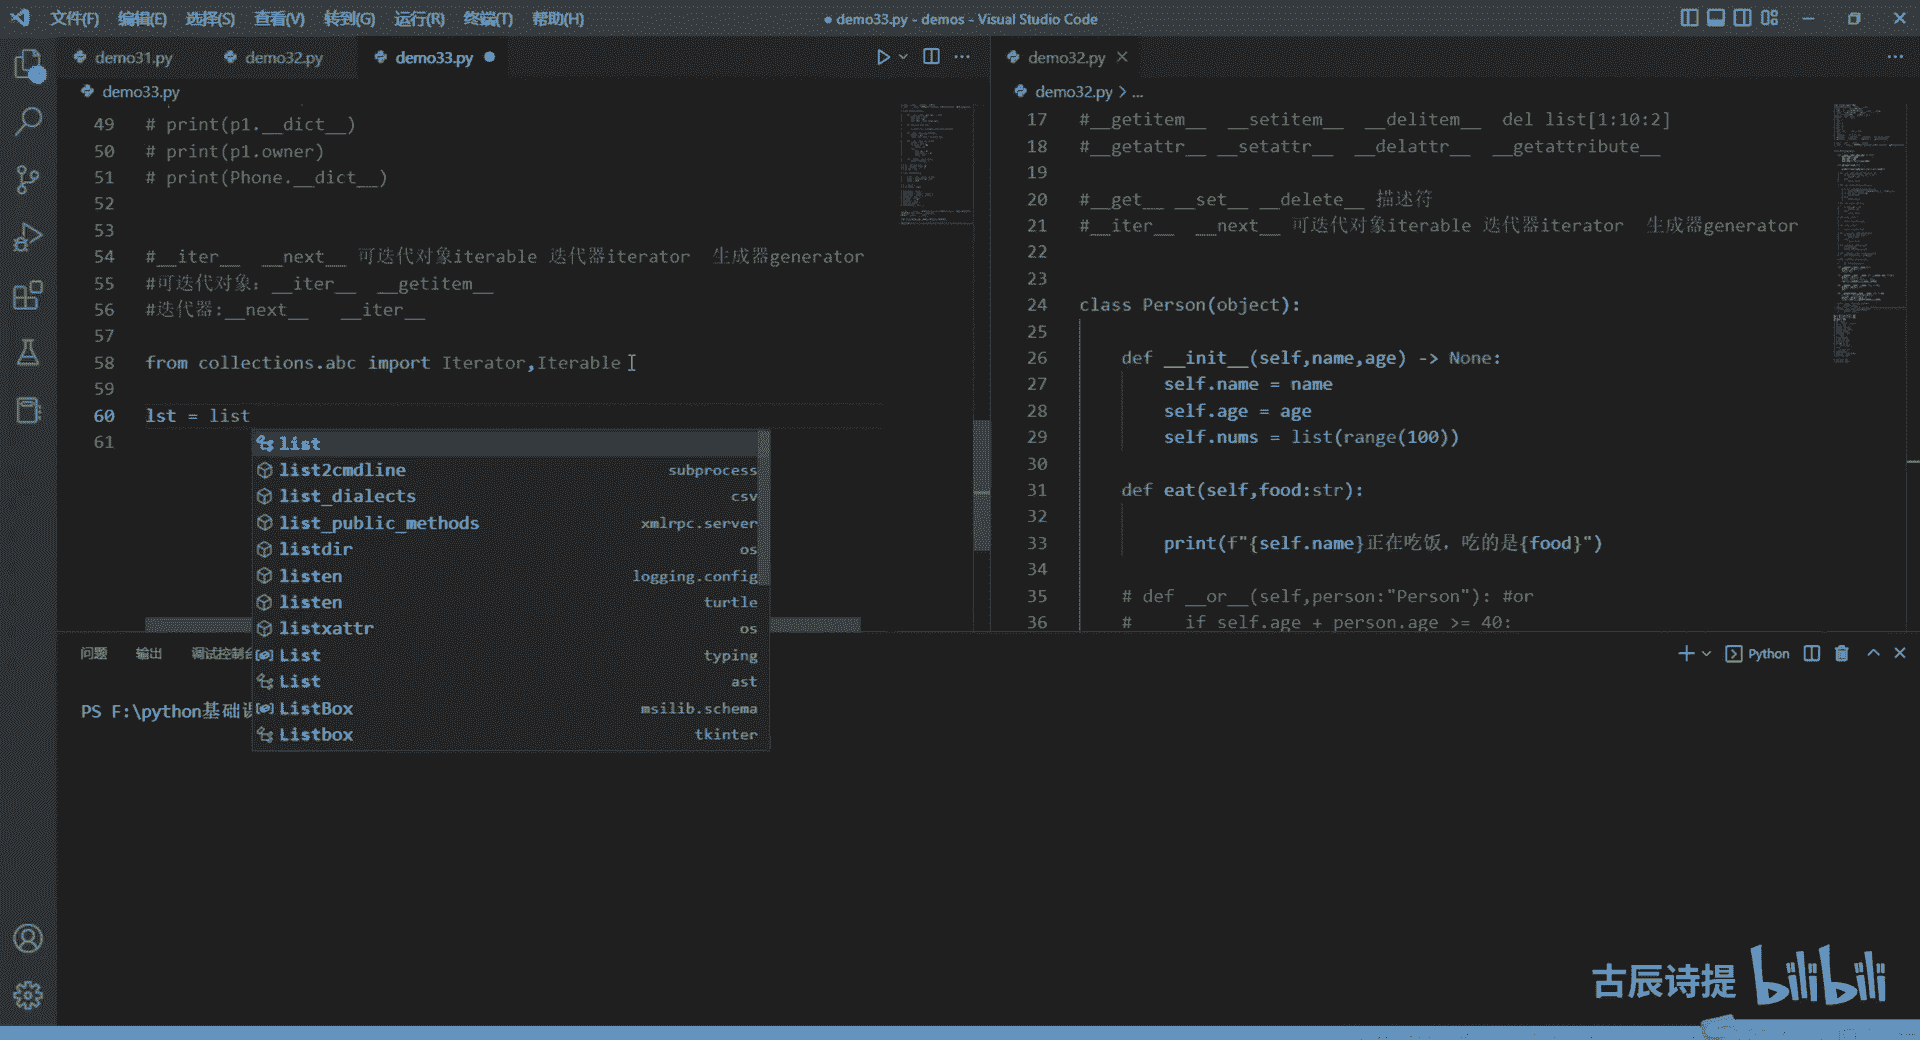 文件(F) 编辑(E) 选择(S) 查看(V) 转到(G) 运行(R) 终端(T) 帮助(H)
● demo33.py - demos - Visual Studio Code
demo31.py demo32.py demo33.py ●
demo33.py
49 # print(p1.__dict__)
50 # print(p1.owner)
51 # print(Phone.__dict__)
52
53
54 #__iter__  __next__ 可迭代对象iterable 迭代器iterator  生成器generator
55 #可迭代对象: __iter__  __getitem__
56 #迭代器:__next__   __iter__
57
58 from collections.abc import Iterator,Iterable
59
60 lst = list
61
list
list2cmdline subprocess
list_dialects csv
list_public_methods xmlrpc.server
listdir os
listen logging.config
listen turtle
listxattr os
List typing
List ast
ListBox msilib.schema
Listbox tkinter
demo32.py
demo32.py > ...
17 #__getitem__  __setitem__  __delitem__  del list[1:10:2]
18 #__getattr__ __setattr__  __delattr__  __getattribute__
19
20 #__get__ __set__ __delete__ 描述符
21 #__iter__  __next__ 可迭代对象iterable 迭代器iterator  生成器generator
22
23
24 class Person(object):
25
26 def __init__(self,name,age) -> None:
27 self.name = name
28 self.age = age
29 self.nums = list(range(100))
30
31 def eat(self,food:str):
32
33 print(f"{self.name}正在吃饭，吃的是{food}")
34
35 # def __or__(self,person:"Person"): #or
36 #     if self.age + person.age >= 40:
问题 输出 调试控制台
Python
PS F:\python基础
古辰诗提 bilibili